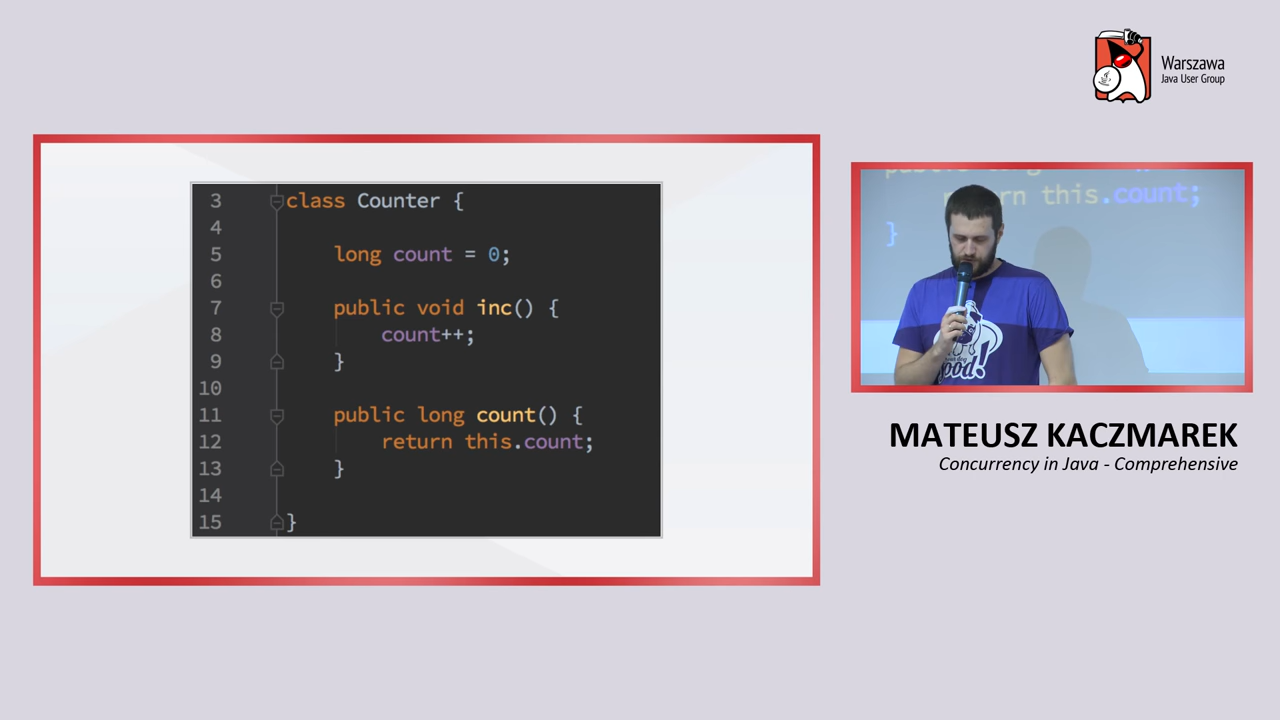 Warszawa
Java User Group
3 class Counter {
4
5 long count = 0;
6
7 public void inc() {
8 count++;
9 }
10
11 public long count() {
12 return this.count;
13 }
14
15 }
return this.count;
}
MATEUSZ KACZMAREK
Concurrency in Java - Comprehensive